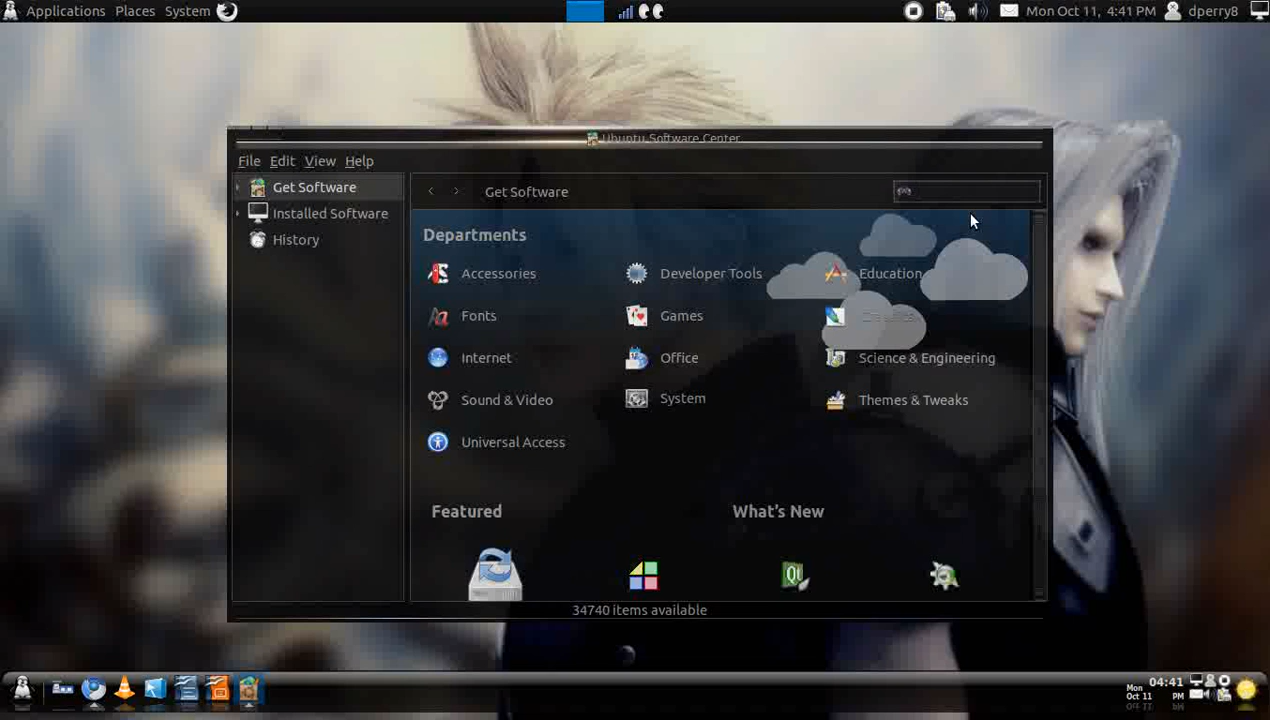 Applications Places System Mon Oct 11, 4:41 PM dperry8
Ubuntu Software Center
File Edit View Help
Get Software
Installed Software
History
Get Software
Departments
Accessories Developer Tools Education
Fonts Games
Internet Office Science & Engineering
Sound & Video System Themes & Tweaks
Universal Access
Featured What's New
Qt
34740 items available
04:41
Mon PM
Oct 11